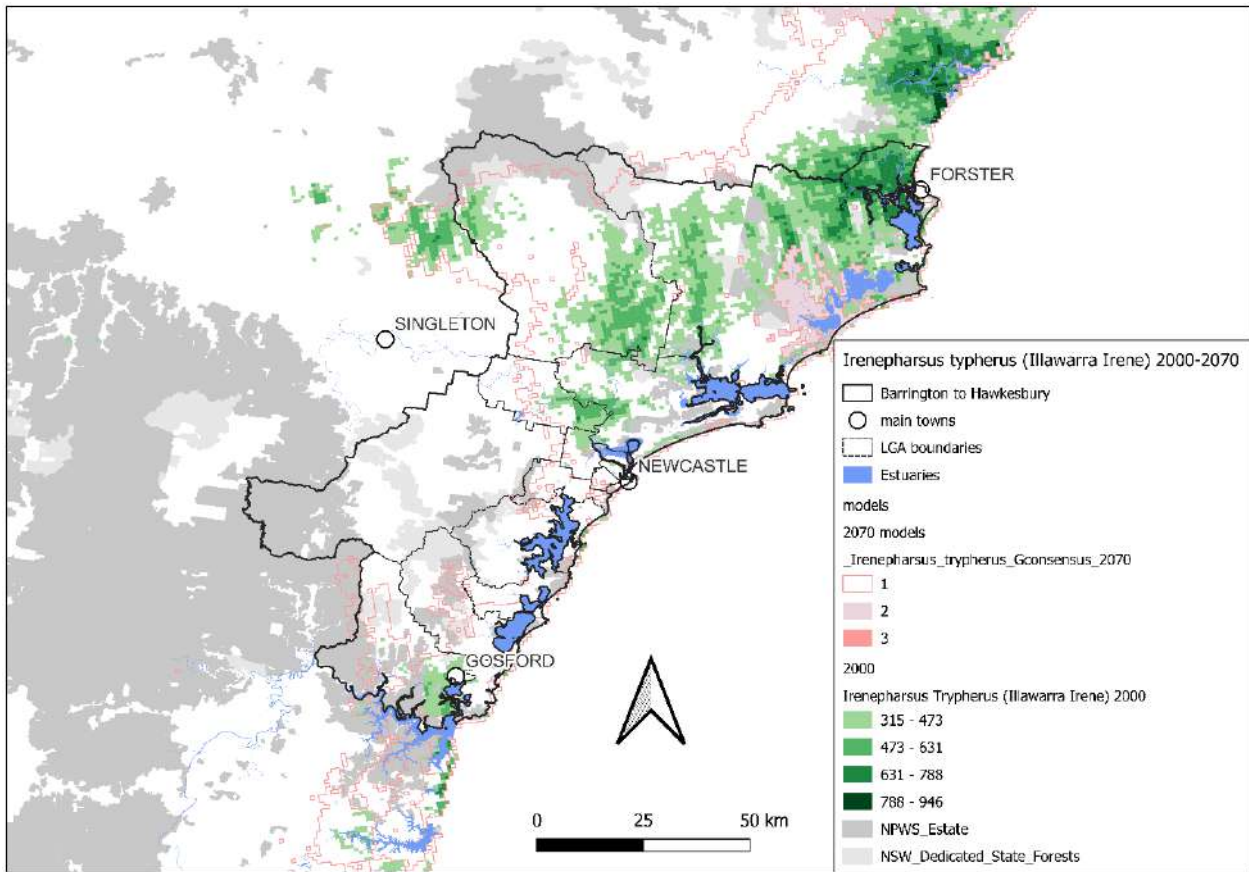 FORSTER
SINGLETON
NEWCASTLE
GOSFORD
0 25 50 km
Irenepharsus typherus (Illawarra Irene) 2000-2070
Barrington to Hawkesbury
main towns
LGA boundaries
Estuaries
models
2070 models
_Irenepharsus_trypherus_Gconsensus_2070
1
2
3
2000
Irenepharsus Trypherus (Illawarra Irene) 2000
315 - 473
473 - 631
631 - 788
788 - 946
NPWS_Estate
NSW_Dedicated_State_Forests